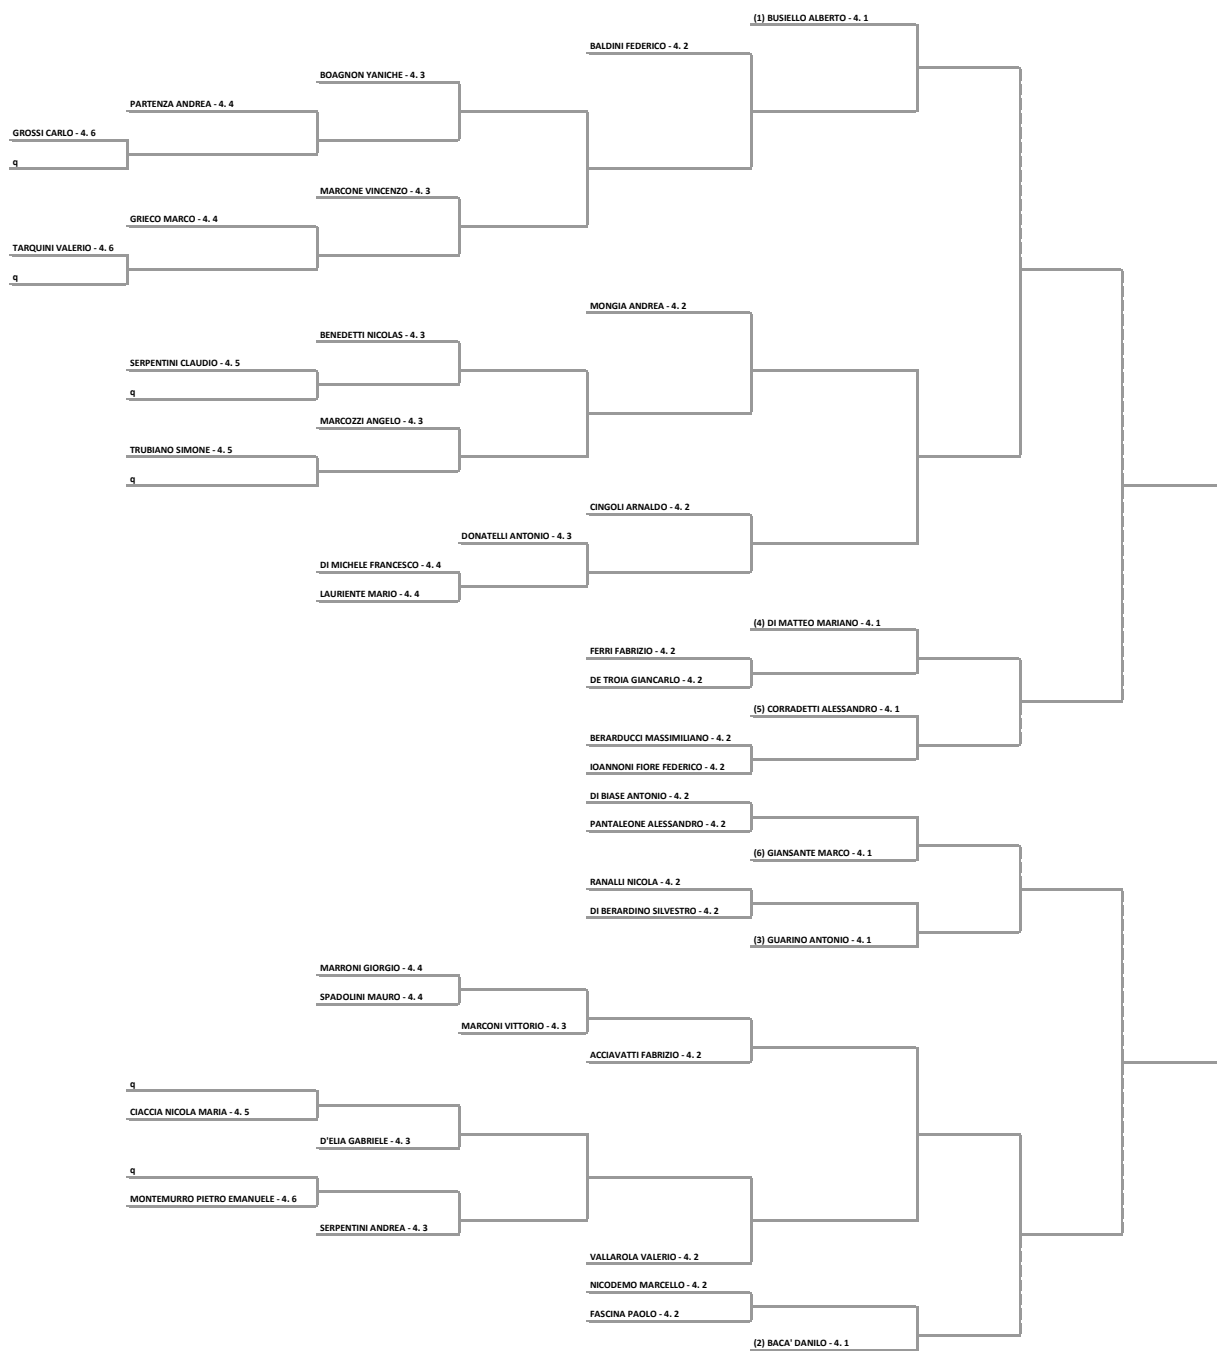 (1) BUSIELLO ALBERTO - 4. 1
BALDINI FEDERICO - 4. 2
BOAGNON YANICHE - 4. 3
PARTENZA ANDREA - 4. 4
GROSSI CARLO - 4. 6
q
MARCONE VINCENZO - 4. 3
GRIECO MARCO - 4. 4
TARQUINI VALERIO - 4. 6
q
MONGIA ANDREA - 4. 2
BENEDETTI NICOLAS - 4. 3
SERPENTINI CLAUDIO - 4. 5
q
MARCOZZI ANGELO - 4. 3
TRUBIANO SIMONE - 4. 5
q
CINGOLI ARNALDO - 4. 2
DONATELLI ANTONIO - 4. 3
DI MICHELE FRANCESCO - 4. 4
LAURIENTE MARIO - 4. 4
(4) DI MATTEO MARIANO - 4. 1
FERRI FABRIZIO - 4. 2
DE TROIA GIANCARLO - 4. 2
(5) CORRADETTI ALESSANDRO - 4. 1
BERARDUCCI MASSIMILIANO - 4. 2
IOANNONI FIORE FEDERICO - 4. 2
DI BIASE ANTONIO - 4. 2
PANTALEONE ALESSANDRO - 4. 2
(6) GIANSANTE MARCO - 4. 1
RANALLI NICOLA - 4. 2
DI BERARDINO SILVESTRO - 4. 2
(3) GUARINO ANTONIO - 4. 1
MARRONI GIORGIO - 4. 4
SPADOLINI MAURO - 4. 4
MARCONI VITTORIO - 4. 3
ACCIAVATTI FABRIZIO - 4. 2
q
CIACCIA NICOLA MARIA - 4. 5
D'ELIA GABRIELE - 4. 3
q
MONTEMURRO PIETRO EMANUELE - 4. 6
SERPENTINI ANDREA - 4. 3
VALLAROLA VALERIO - 4. 2
NICODEMO MARCELLO - 4. 2
FASCINA PAOLO - 4. 2
(2) BACA' DANILO - 4. 1